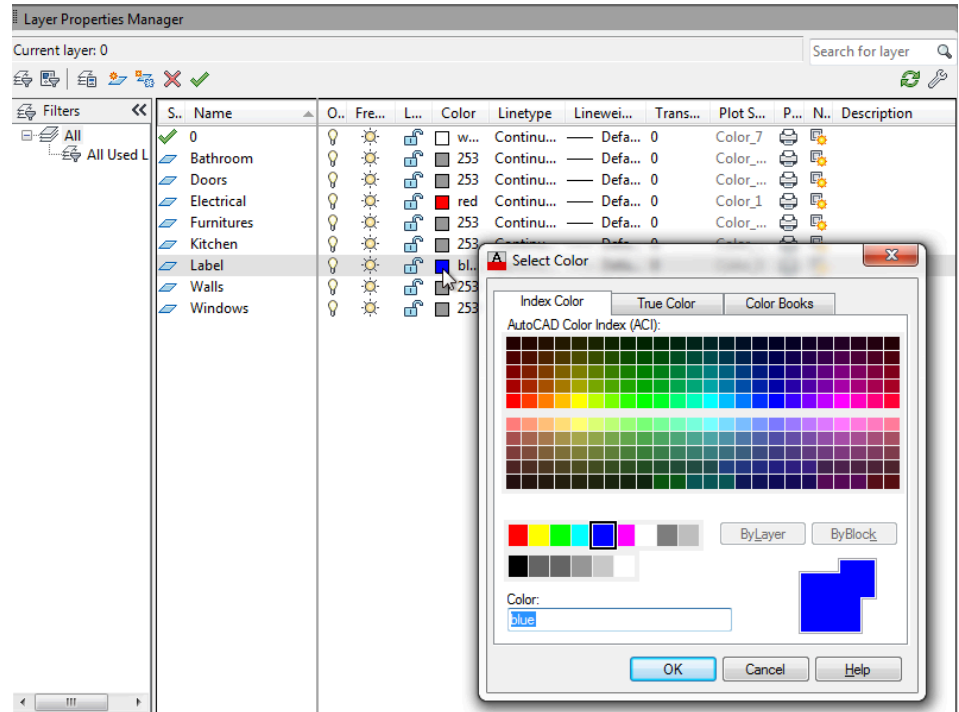 Layer Properties Manager
Current layer: 0
Search for layer
Filters
All
All Used L
S.. Name O.. Fre... L... Color Linetype Linewei... Trans... Plot S... P... N.. Description
0 w... Continu... Defa... 0 Color_7
Bathroom 253 Continu... Defa... 0 Color_...
Doors 253 Continu... Defa... 0 Color_...
Electrical red Continu... Defa... 0 Color_1
Furnitures 253 Continu... Defa... 0 Color_...
Kitchen 253
Label bl...
Walls 253
Windows 253
A Select Color
Index Color True Color Color Books
AutoCAD Color Index (ACI):
ByLayer ByBlock
Color:
blue
OK Cancel Help